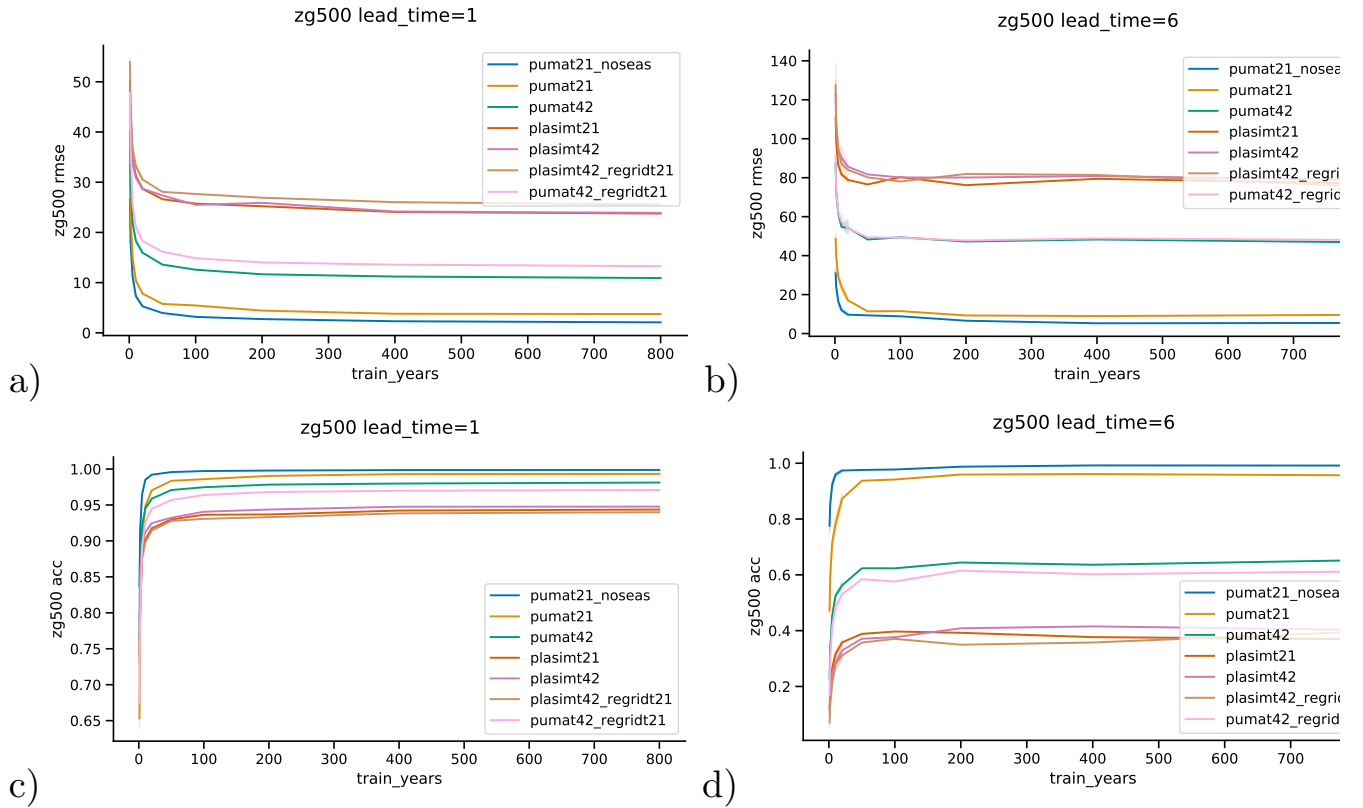 zg500 lead_time=1
zg500 rmse
50
40
30
20
10
0
0 100 200 300 400 500 600 700 800
train_years
pumat21_noseas
pumat21
pumat42
plasimt21
plasimt42
plasimt42_regridt21
pumat42_regridt21
a)
zg500 lead_time=6
zg500 rmse
140
120
100
80
60
40
20
0
0 100 200 300 400 500 600 700
train_years
pumat21_nosea
pumat21
pumat42
plasimt21
plasimt42
plasimt42_regri
pumat42_regrid
b)
zg500 lead_time=1
zg500 acc
1.00
0.95
0.90
0.85
0.80
0.75
0.70
0.65
0 100 200 300 400 500 600 700 800
train_years
pumat21_noseas
pumat21
pumat42
plasimt21
plasimt42
plasimt42_regridt21
pumat42_regridt21
c)
zg500 lead_time=6
zg500 acc
1.0
0.8
0.6
0.4
0.2
0 100 200 300 400 500 600 700
train_years
pumat21_nosea
pumat21
pumat42
plasimt21
plasimt42
plasimt42_regrid
pumat42_regrid
d)